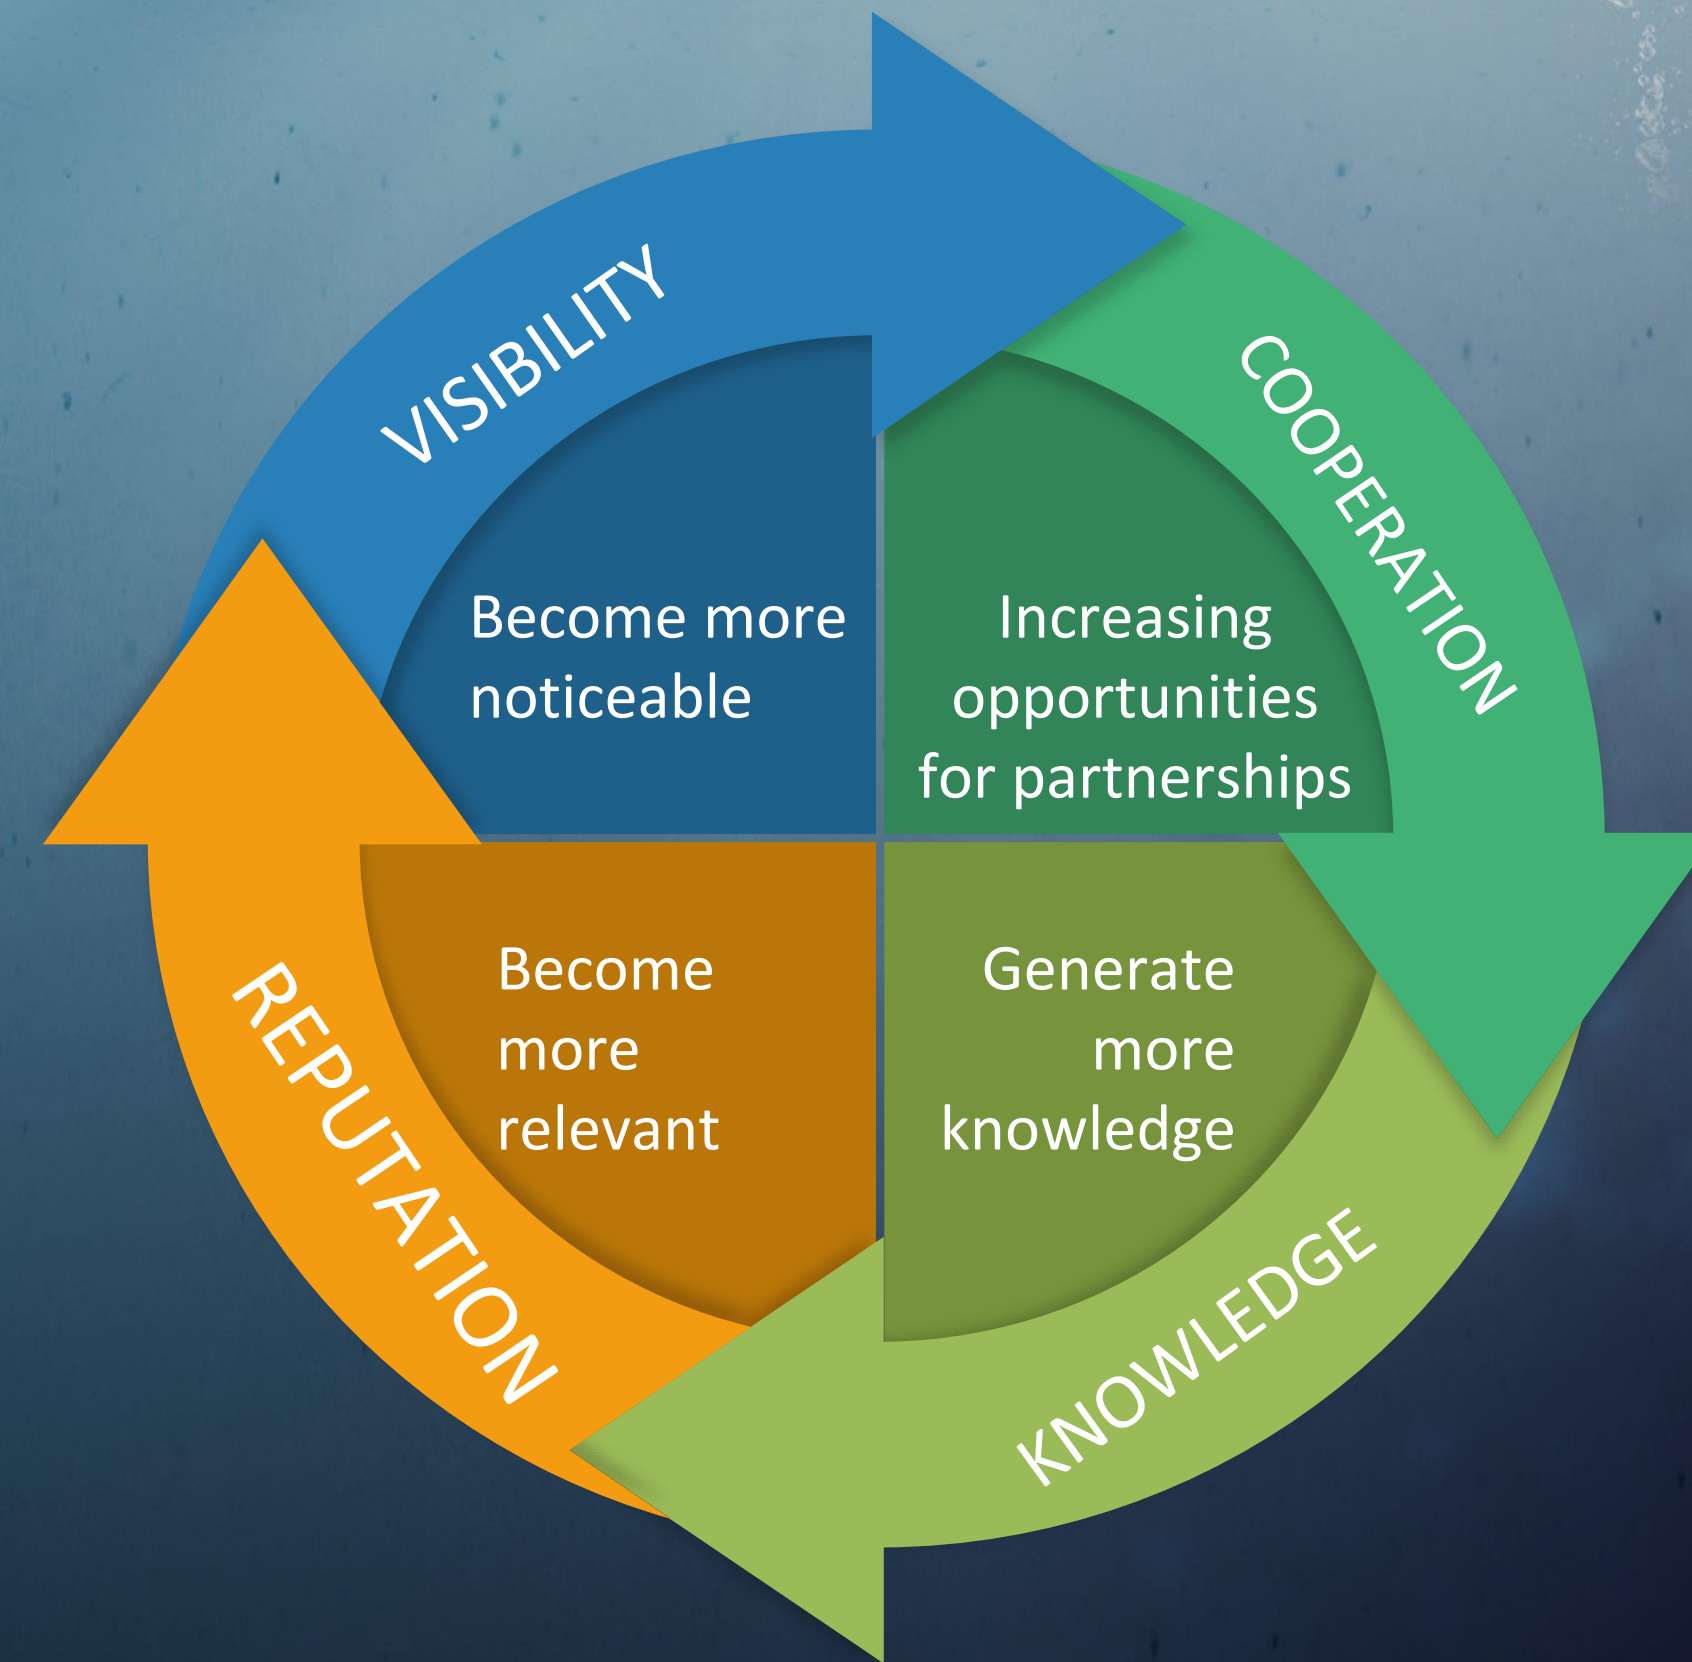 VISIBILITY
COOPERATION
Become more
noticeable
Increasing
opportunities
for partnerships
Become
more
relevant
Generate
more
knowledge
REPUTATION
KNOWLEDGE